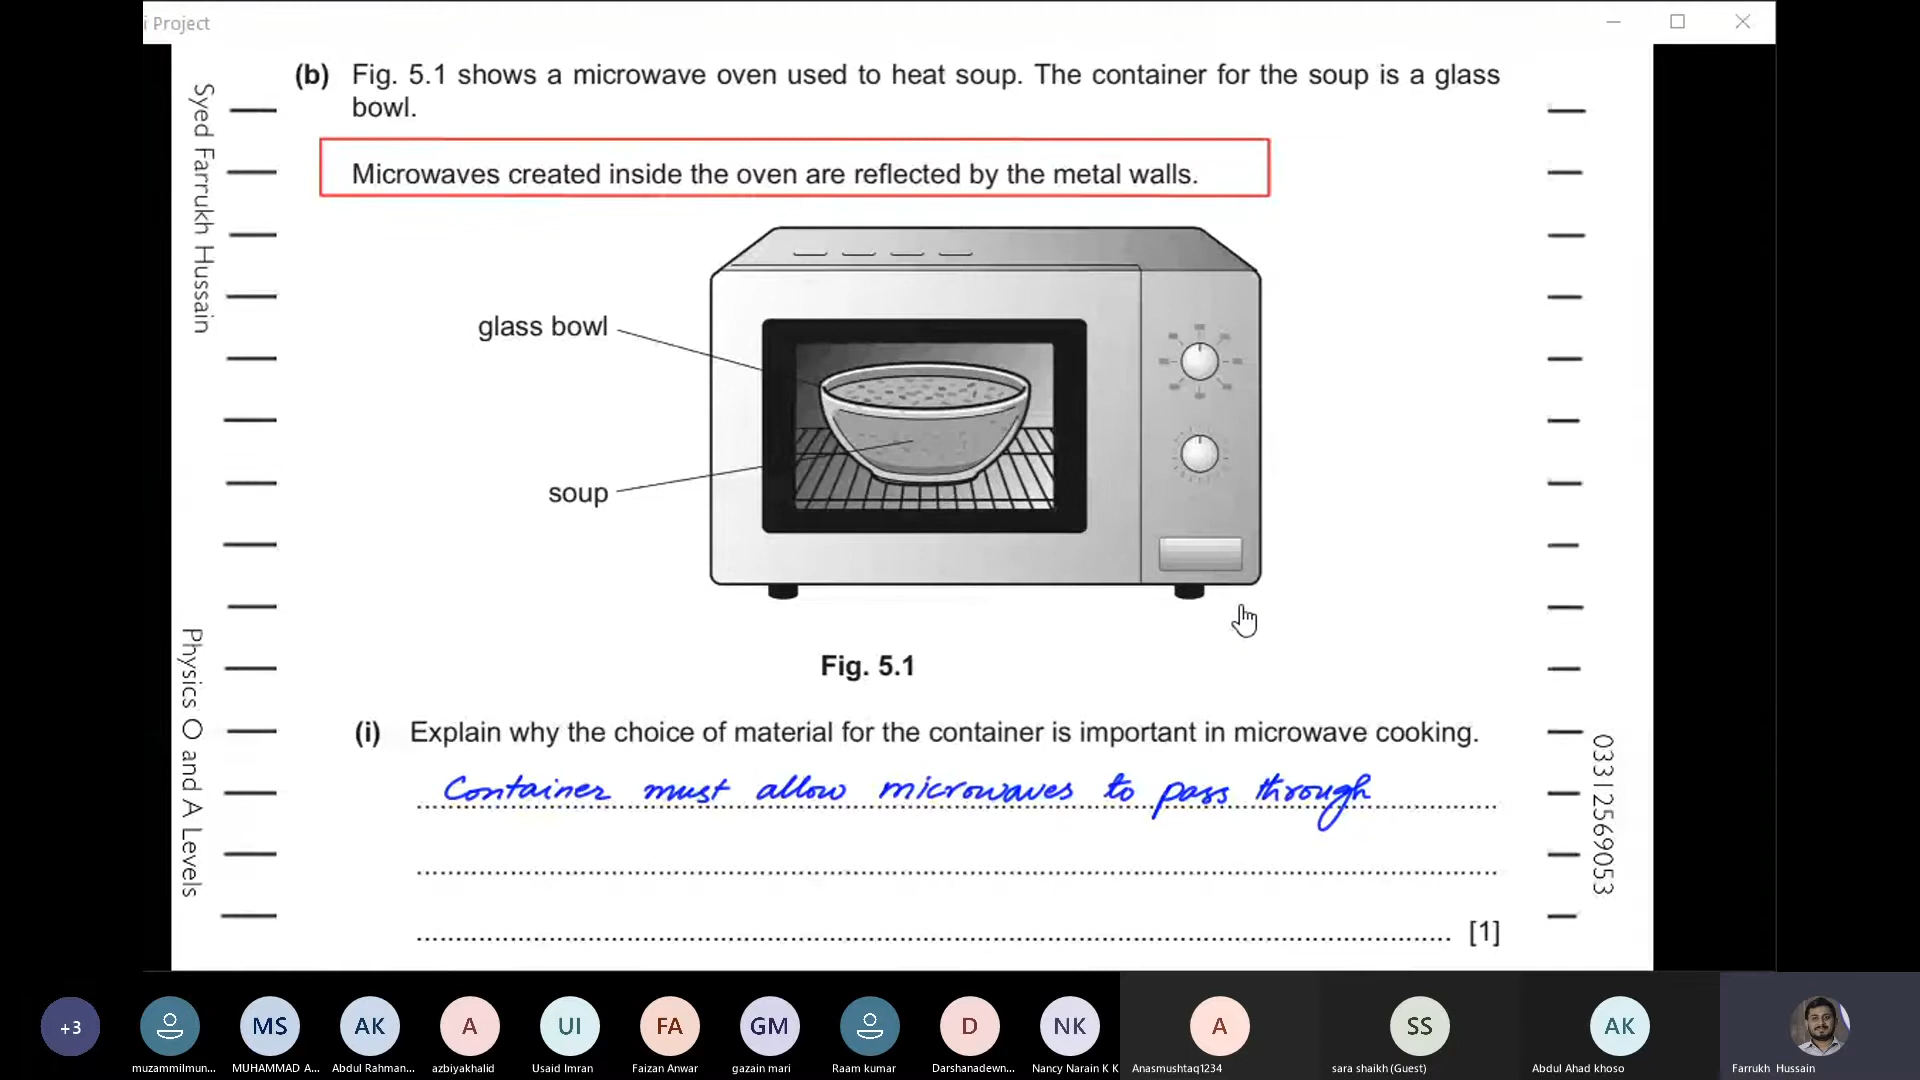 i Project
(b) Fig. 5.1 shows a microwave oven used to heat soup. The container for the soup is a glass
bowl.
Microwaves created inside the oven are reflected by the metal walls.
glass bowl
soup
Fig. 5.1
(i) Explain why the choice of material for the container is important in microwave cooking.
Container must allow microwaves to pass through
[1]
Syed Farrukh Hussain
Physics O and A Levels
03312569053
+3
MS
AK
A
UI
FA
GM
D
NK
A
SS
AK
muzammilmun...
MUHAMMAD A...
Abdul Rahman...
azbiyakhalid
Usaid Imran
Faizan Anwar
gazain mari
Raam kumar
Darshanadewn...
Nancy Narain K K
Anasmushtaq1234
sara shaikh (Guest)
Abdul Ahad khoso
Farrukh Hussain